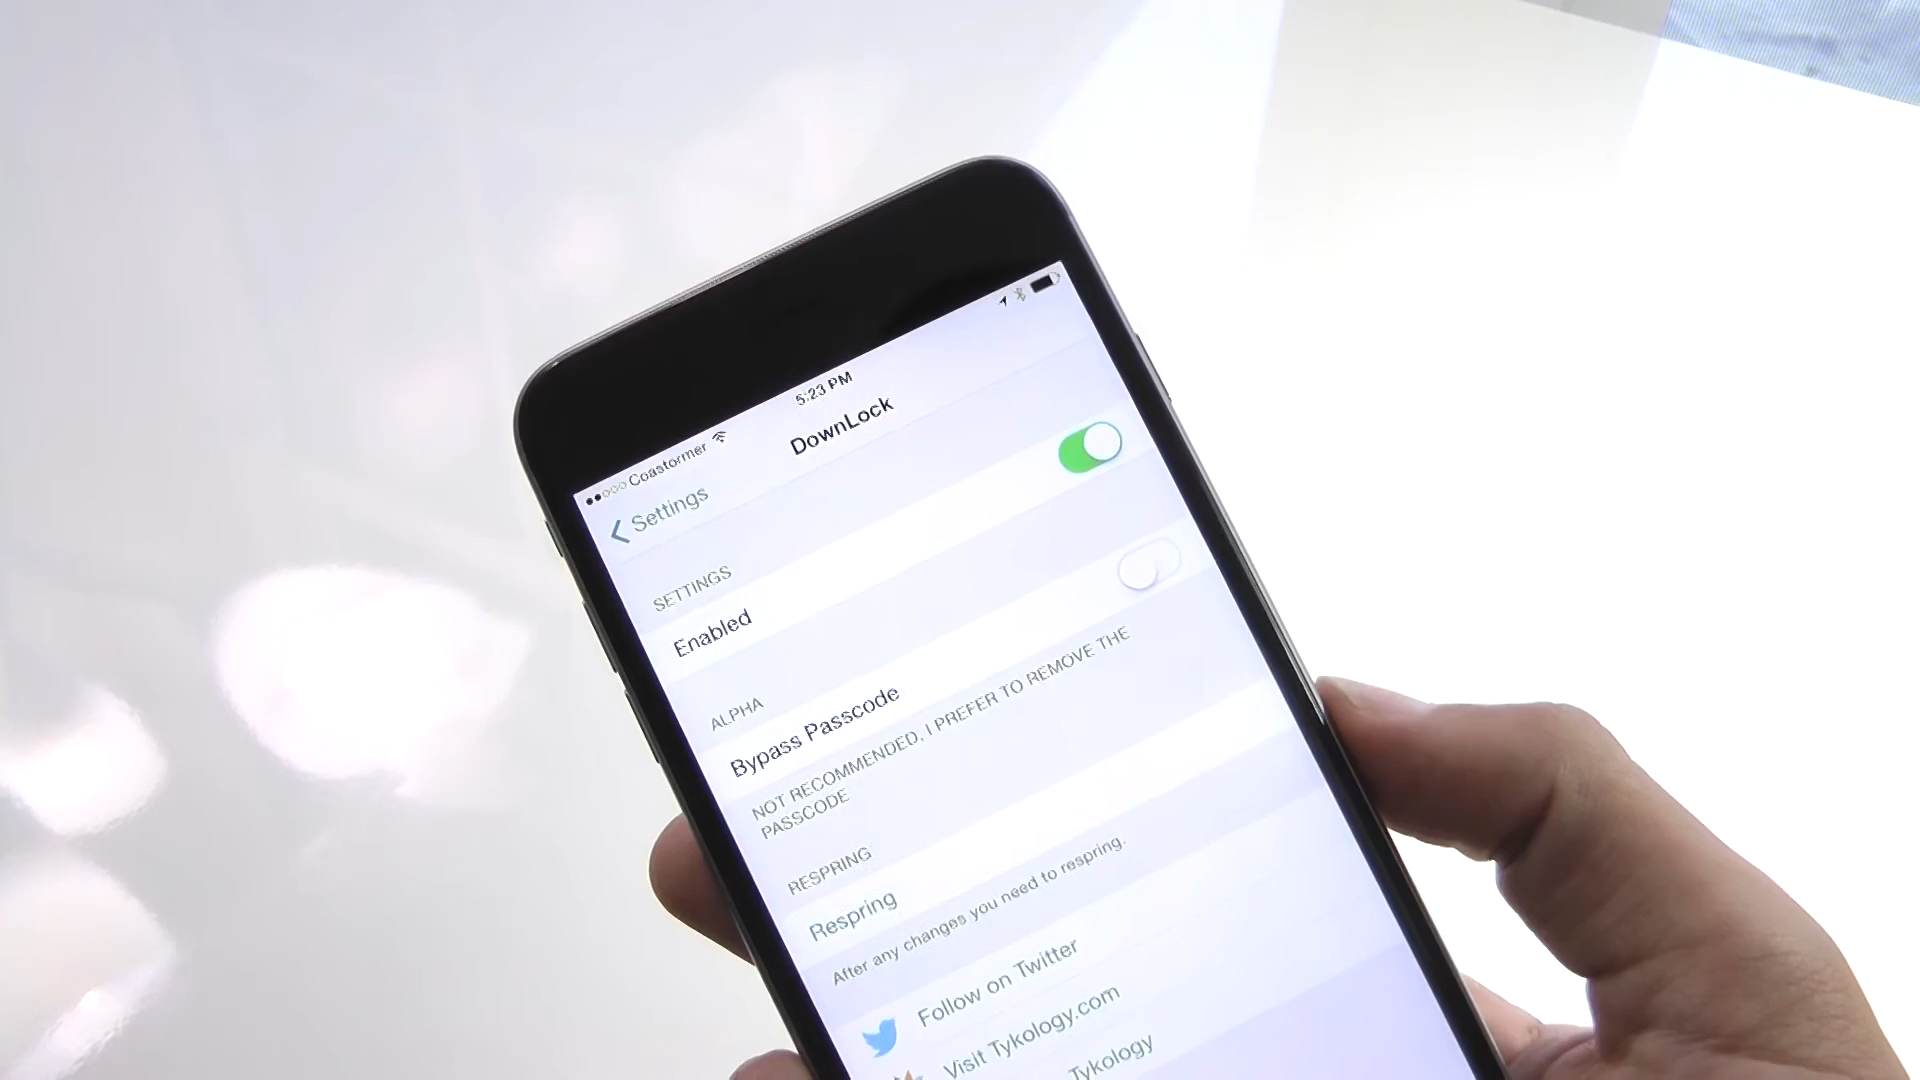 Coastormer
5:23 PM
Settings
DownLock
SETTINGS
Enabled
ALPHA
Bypass Passcode
NOT RECOMMENDED, I PREFER TO REMOVE THE
PASSCODE
RESPRING
Respring
After any changes you need to respring.
Follow on Twitter
Visit Tykology.com
Tykology